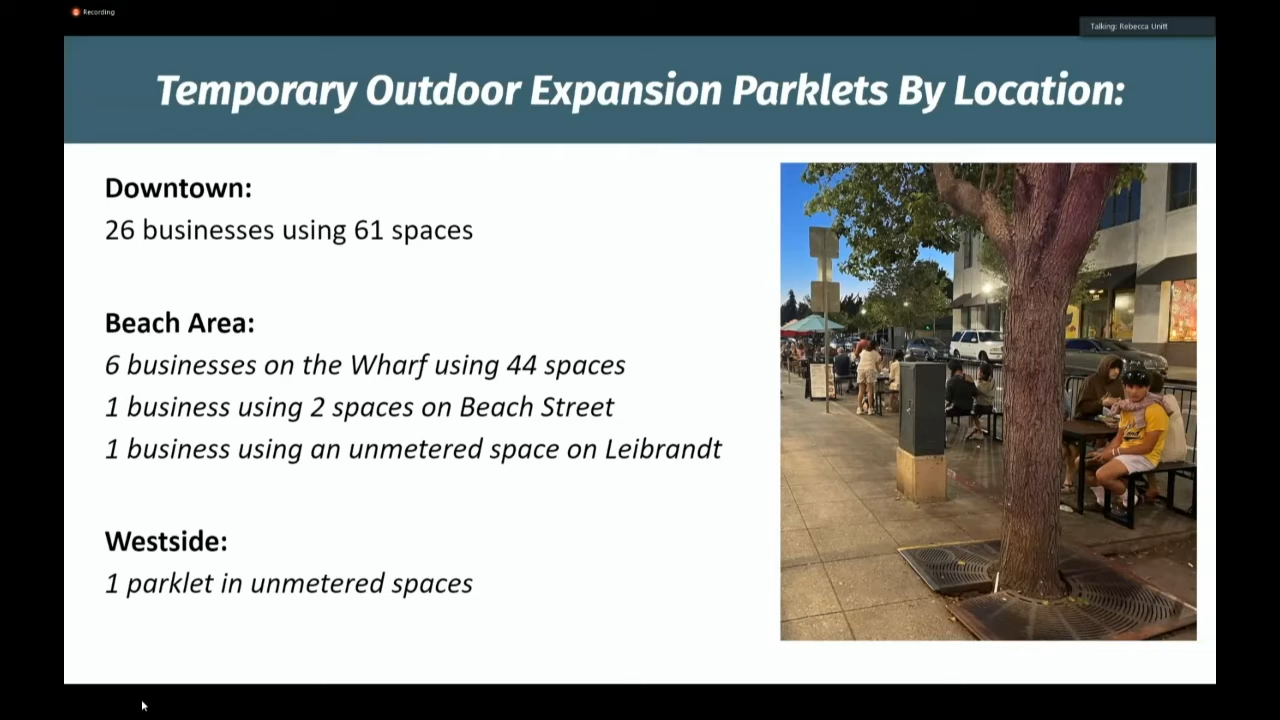 Recording
Talking: Rebecca Unitt
Temporary Outdoor Expansion Parklets By Location:
Downtown:
26 businesses using 61 spaces
Beach Area:
6 businesses on the Wharf using 44 spaces
1 business using 2 spaces on Beach Street
1 business using an unmetered space on Leibrandt
Westside:
1 parklet in unmetered spaces